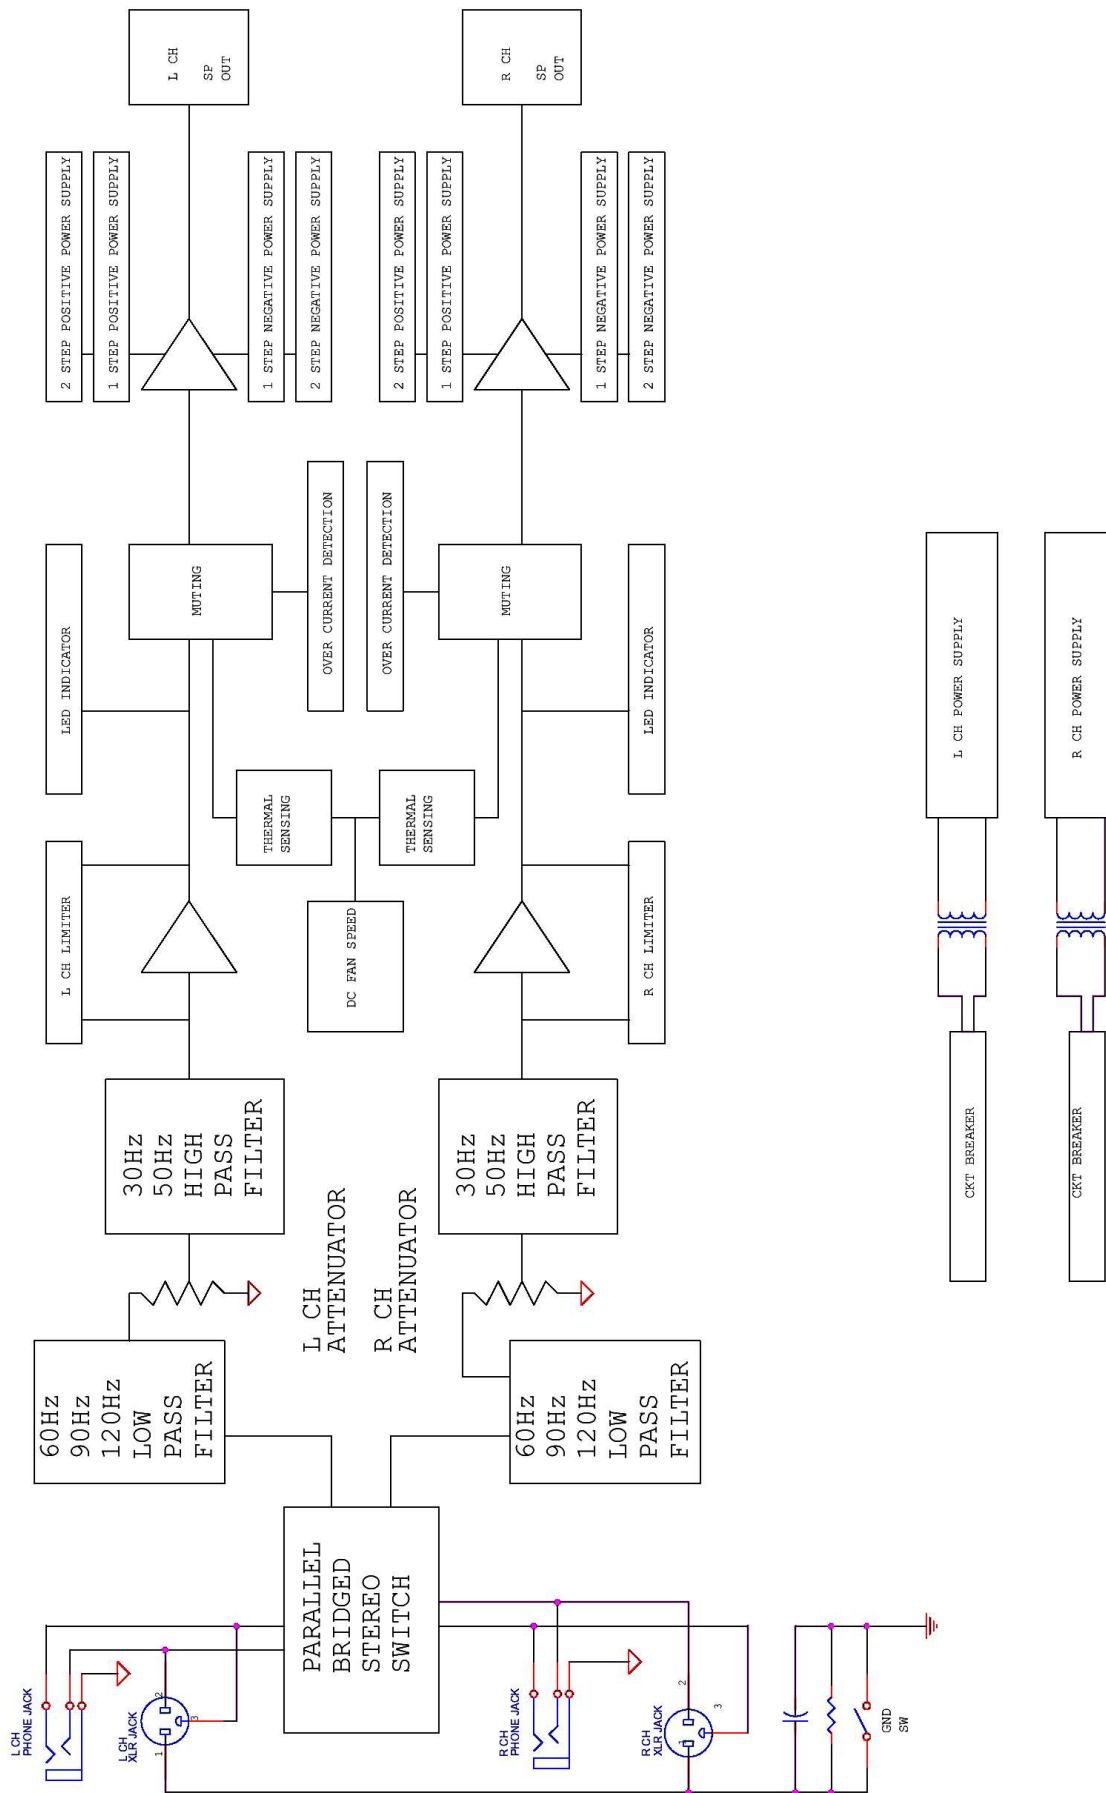 L CH
PHONE JACK
L CH
XLR JACK
1
2
3
R CH
PHONE JACK
R CH
XLR JACK
1
2
3
GND
SW
PARALLEL
BRIDGED
STEREO
SWITCH
60Hz
90Hz
120Hz
LOW
PASS
FILTER
60Hz
90Hz
120Hz
LOW
PASS
FILTER
L CH
ATTENUATOR
R CH
ATTENUATOR
30Hz
50Hz
HIGH
PASS
FILTER
30Hz
50Hz
HIGH
PASS
FILTER
L CH LIMITER
DC FAN SPEED
R CH LIMITER
THERMAL
SENSING
THERMAL
SENSING
LED INDICATOR
MUTING
OVER CURRENT DETECTION
OVER CURRENT DETECTION
MUTING
LED INDICATOR
2 STEP POSITIVE POWER SUPPLY
1 STEP POSITIVE POWER SUPPLY
1 STEP NEGATIVE POWER SUPPLY
2 STEP NEGATIVE POWER SUPPLY
2 STEP POSITIVE POWER SUPPLY
1 STEP POSITIVE POWER SUPPLY
1 STEP NEGATIVE POWER SUPPLY
2 STEP NEGATIVE POWER SUPPLY
L CH
SP
OUT
R CH
SP
OUT
CKT BREAKER
L CH POWER SUPPLY
CKT BREAKER
R CH POWER SUPPLY